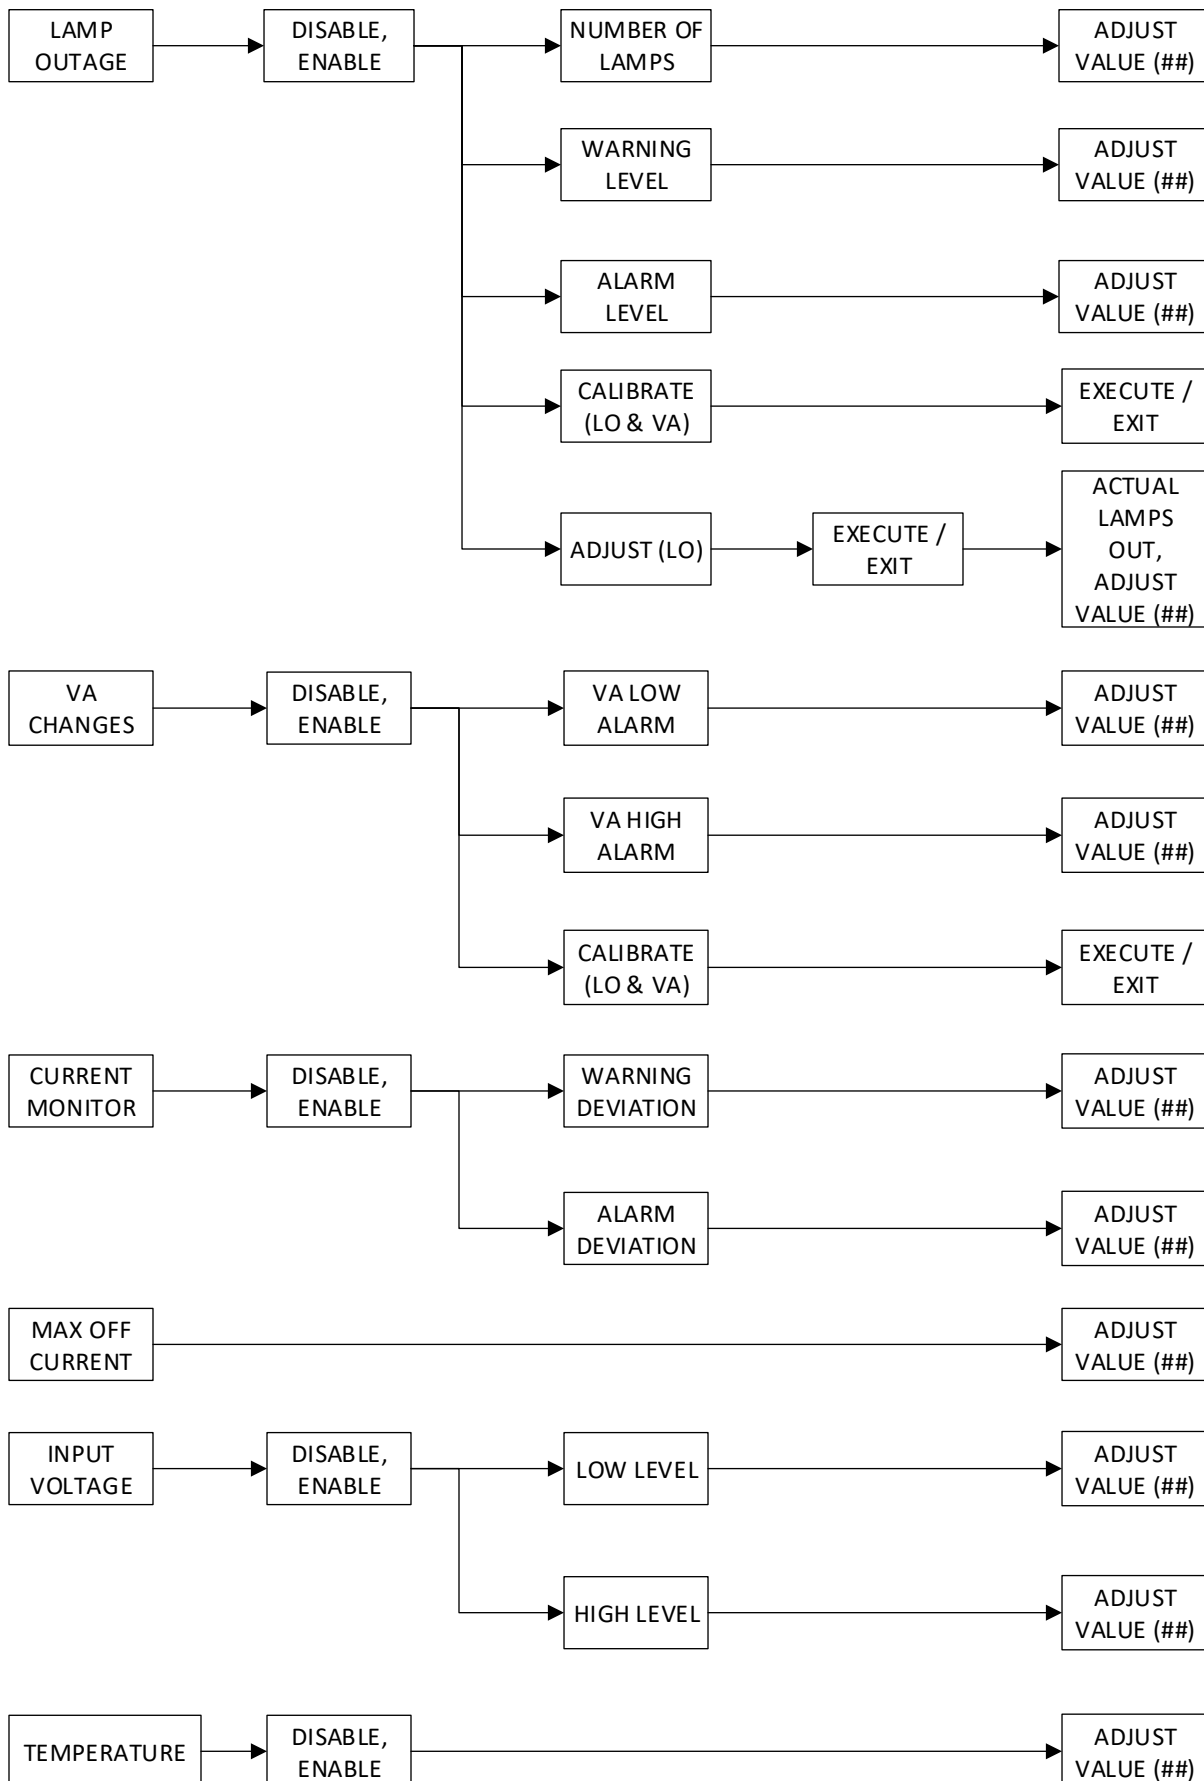 LAMP
OUTAGE
DISABLE,
ENABLE
NUMBER OF
LAMPS
ADJUST
VALUE (##)
WARNING
LEVEL
ADJUST
VALUE (##)
ALARM
LEVEL
ADJUST
VALUE (##)
CALIBRATE
(LO & VA)
EXECUTE /
EXIT
ADJUST (LO)
EXECUTE /
EXIT
ACTUAL
LAMPS
OUT,
ADJUST
VALUE (##)
VA
CHANGES
DISABLE,
ENABLE
VA LOW
ALARM
ADJUST
VALUE (##)
VA HIGH
ALARM
ADJUST
VALUE (##)
CALIBRATE
(LO & VA)
EXECUTE /
EXIT
CURRENT
MONITOR
DISABLE,
ENABLE
WARNING
DEVIATION
ADJUST
VALUE (##)
ALARM
DEVIATION
ADJUST
VALUE (##)
MAX OFF
CURRENT
ADJUST
VALUE (##)
INPUT
VOLTAGE
DISABLE,
ENABLE
LOW LEVEL
ADJUST
VALUE (##)
HIGH LEVEL
ADJUST
VALUE (##)
TEMPERATURE
DISABLE,
ENABLE
ADJUST
VALUE (##)